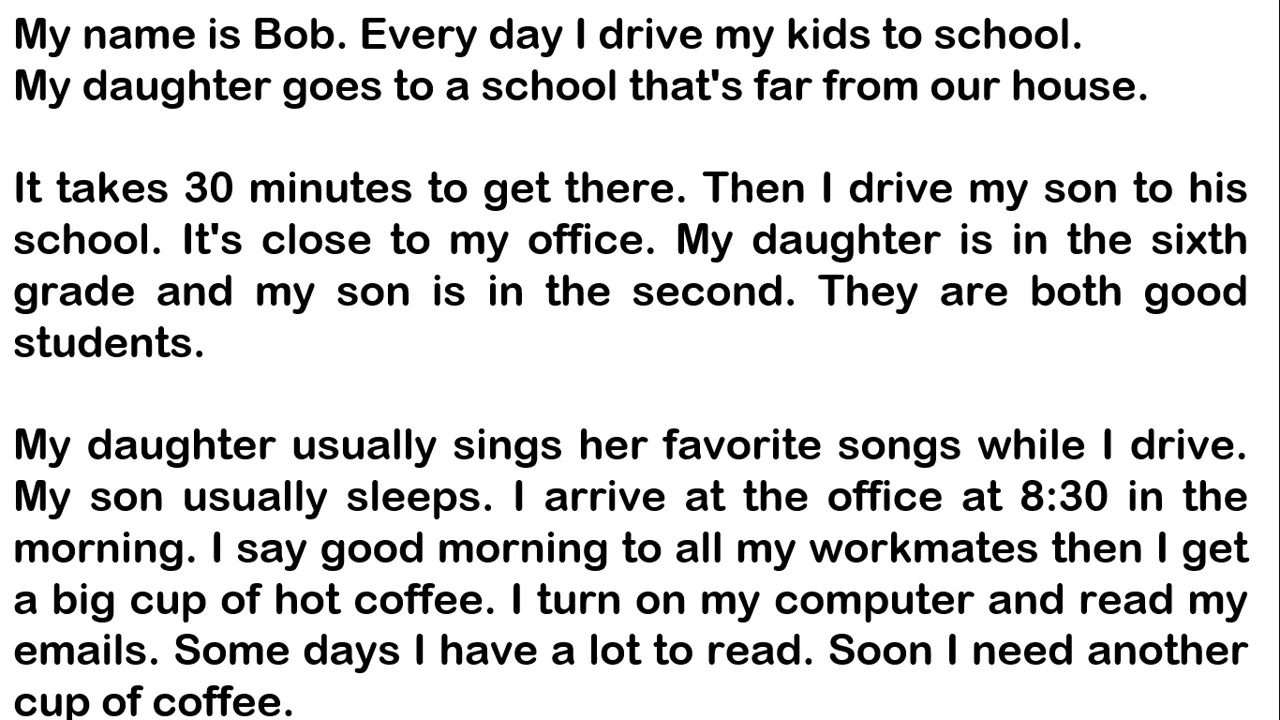 My name is Bob. Every day I drive my kids to school.
My daughter goes to a school that's far from our house.
It takes 30 minutes to get there. Then I drive my son to his
school. It's close to my office. My daughter is in the sixth
grade and my son is in the second. They are both good
students.
My daughter usually sings her favorite songs while I drive.
My son usually sleeps. I arrive at the office at 8:30 in the
morning. I say good morning to all my workmates then I get
a big cup of hot coffee. I turn on my computer and read my
emails. Some days I have a lot to read. Soon I need another
cup of coffee.